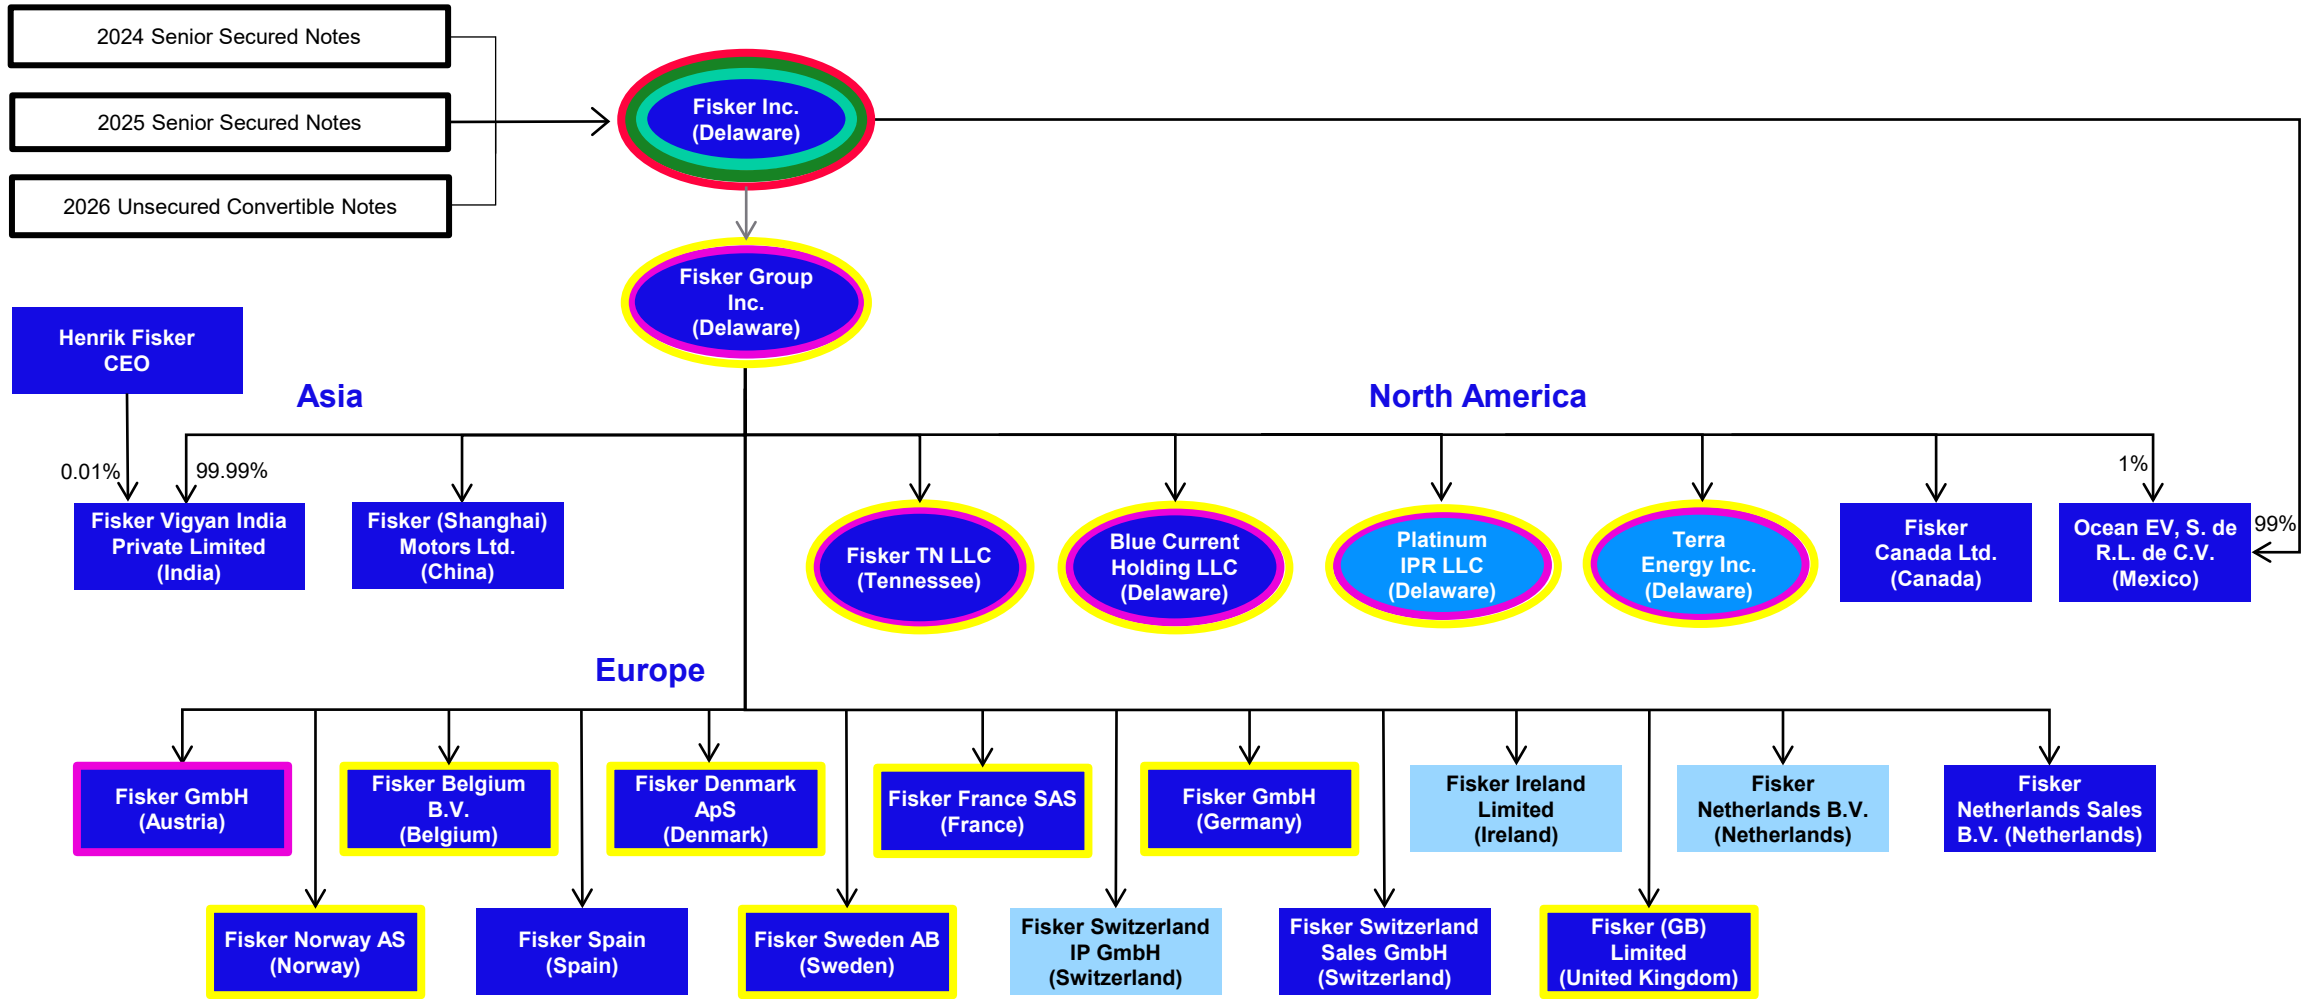 2024 Senior Secured Notes
2025 Senior Secured Notes
2026 Unsecured Convertible Notes
Fisker Inc.
(Delaware)
Fisker Group
Inc.
(Delaware)
Henrik Fisker
CEO
Asia
North America
0.01%
99.99%
1%
99%
Fisker Vigyan India
Private Limited
(India)
Fisker (Shanghai)
Motors Ltd.
(China)
Fisker TN LLC
(Tennessee)
Blue Current
Holding LLC
(Delaware)
Platinum
IPR LLC
(Delaware)
Terra
Energy Inc.
(Delaware)
Fisker
Canada Ltd.
(Canada)
Ocean EV, S. de
R.L. de C.V.
(Mexico)
Europe
Fisker GmbH
(Austria)
Fisker Belgium
B.V.
(Belgium)
Fisker Denmark
ApS
(Denmark)
Fisker France SAS
(France)
Fisker GmbH
(Germany)
Fisker Ireland
Limited
(Ireland)
Fisker
Netherlands B.V.
(Netherlands)
Fisker
Netherlands Sales
B.V. (Netherlands)
Fisker Norway AS
(Norway)
Fisker Spain
(Spain)
Fisker Sweden AB
(Sweden)
Fisker Switzerland
IP GmbH
(Switzerland)
Fisker Switzerland
Sales GmbH
(Switzerland)
Fisker (GB)
Limited
(United Kingdom)